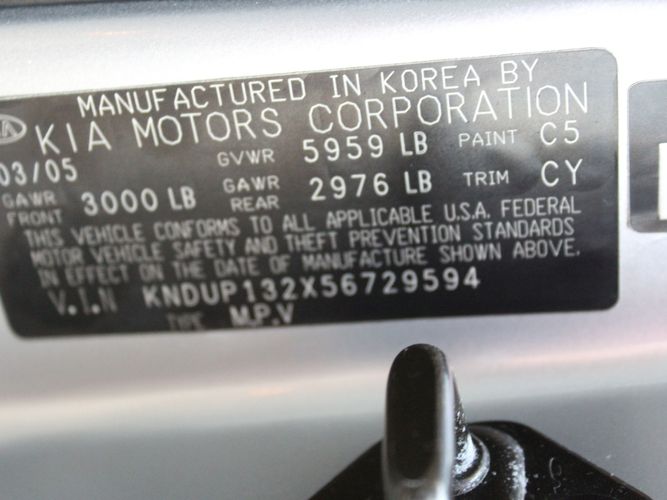 MANUFACTURED IN KOREA BY
KIA MOTORS CORPORATION
03/05 GVWR 5959 LB PAINT C5
GAWR FRONT 3000 LB GAWR REAR 2976 LB TRIM CY
THIS VEHICLE CONFORMS TO ALL APPLICABLE U.S.A. FEDERAL
MOTOR VEHICLE SAFETY AND THEFT PREVENTION STANDARDS
IN EFFECT ON THE DATE OF MANUFACTURE SHOWN ABOVE.
V.I.N KNDUP132X56729594
TYPE M.P.V